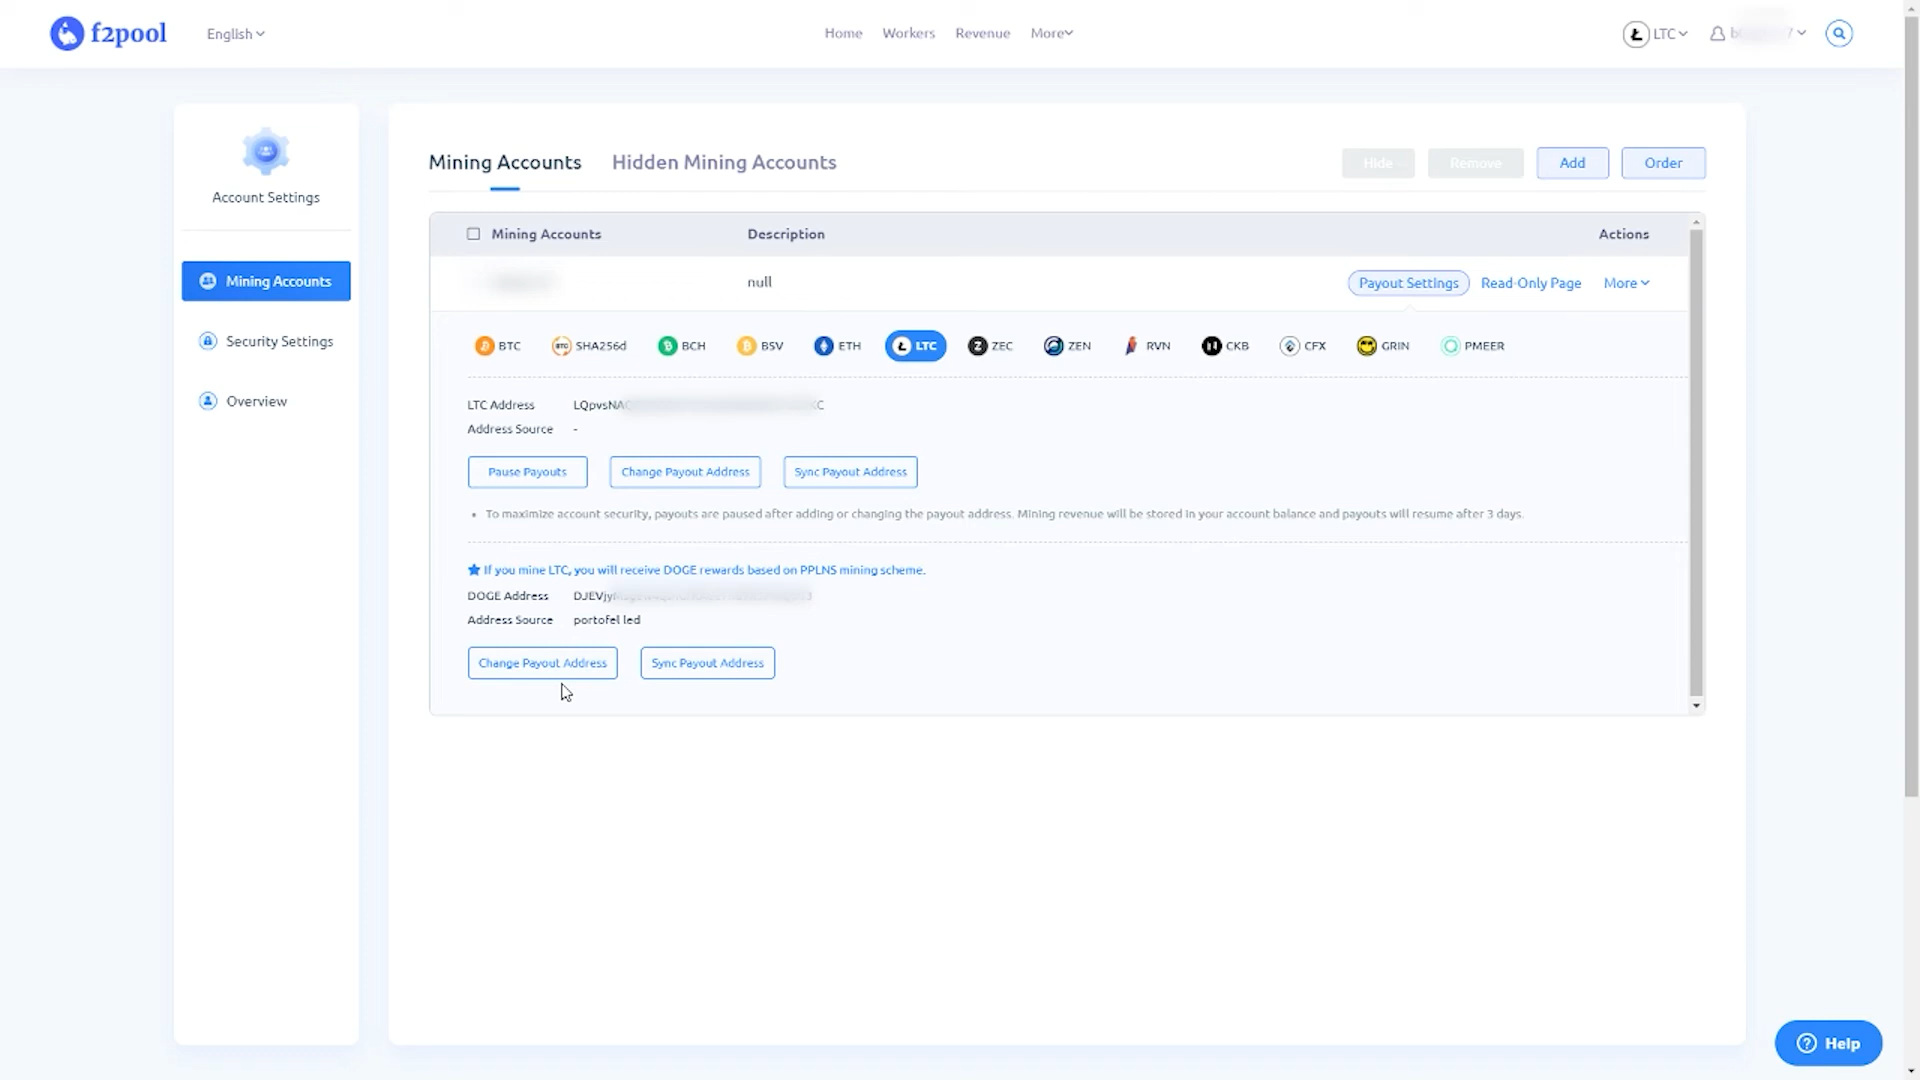 f2pool English Home Workers Revenue More LTC
Account Settings
Mining Accounts
Security Settings
Overview
Mining Accounts Hidden Mining Accounts Hide Remove Add Order
Mining Accounts Description Actions
null Payout Settings Read-Only Page More
BTC SHA256d BCH BSV ETH LTC ZEC ZEN RVN CKB CFX GRIN PMEER
LTC Address LQpvsNA
Address Source -
Pause Payouts Change Payout Address Sync Payout Address
• To maximize account security, payouts are paused after adding or changing the payout address. Mining revenue will be stored in your account balance and payouts will resume after 3 days.
If you mine LTC, you will receive DOGE rewards based on PPLNS mining scheme.
DOGE Address DJEVjy
Address Source portofel led
Change Payout Address Sync Payout Address
Help